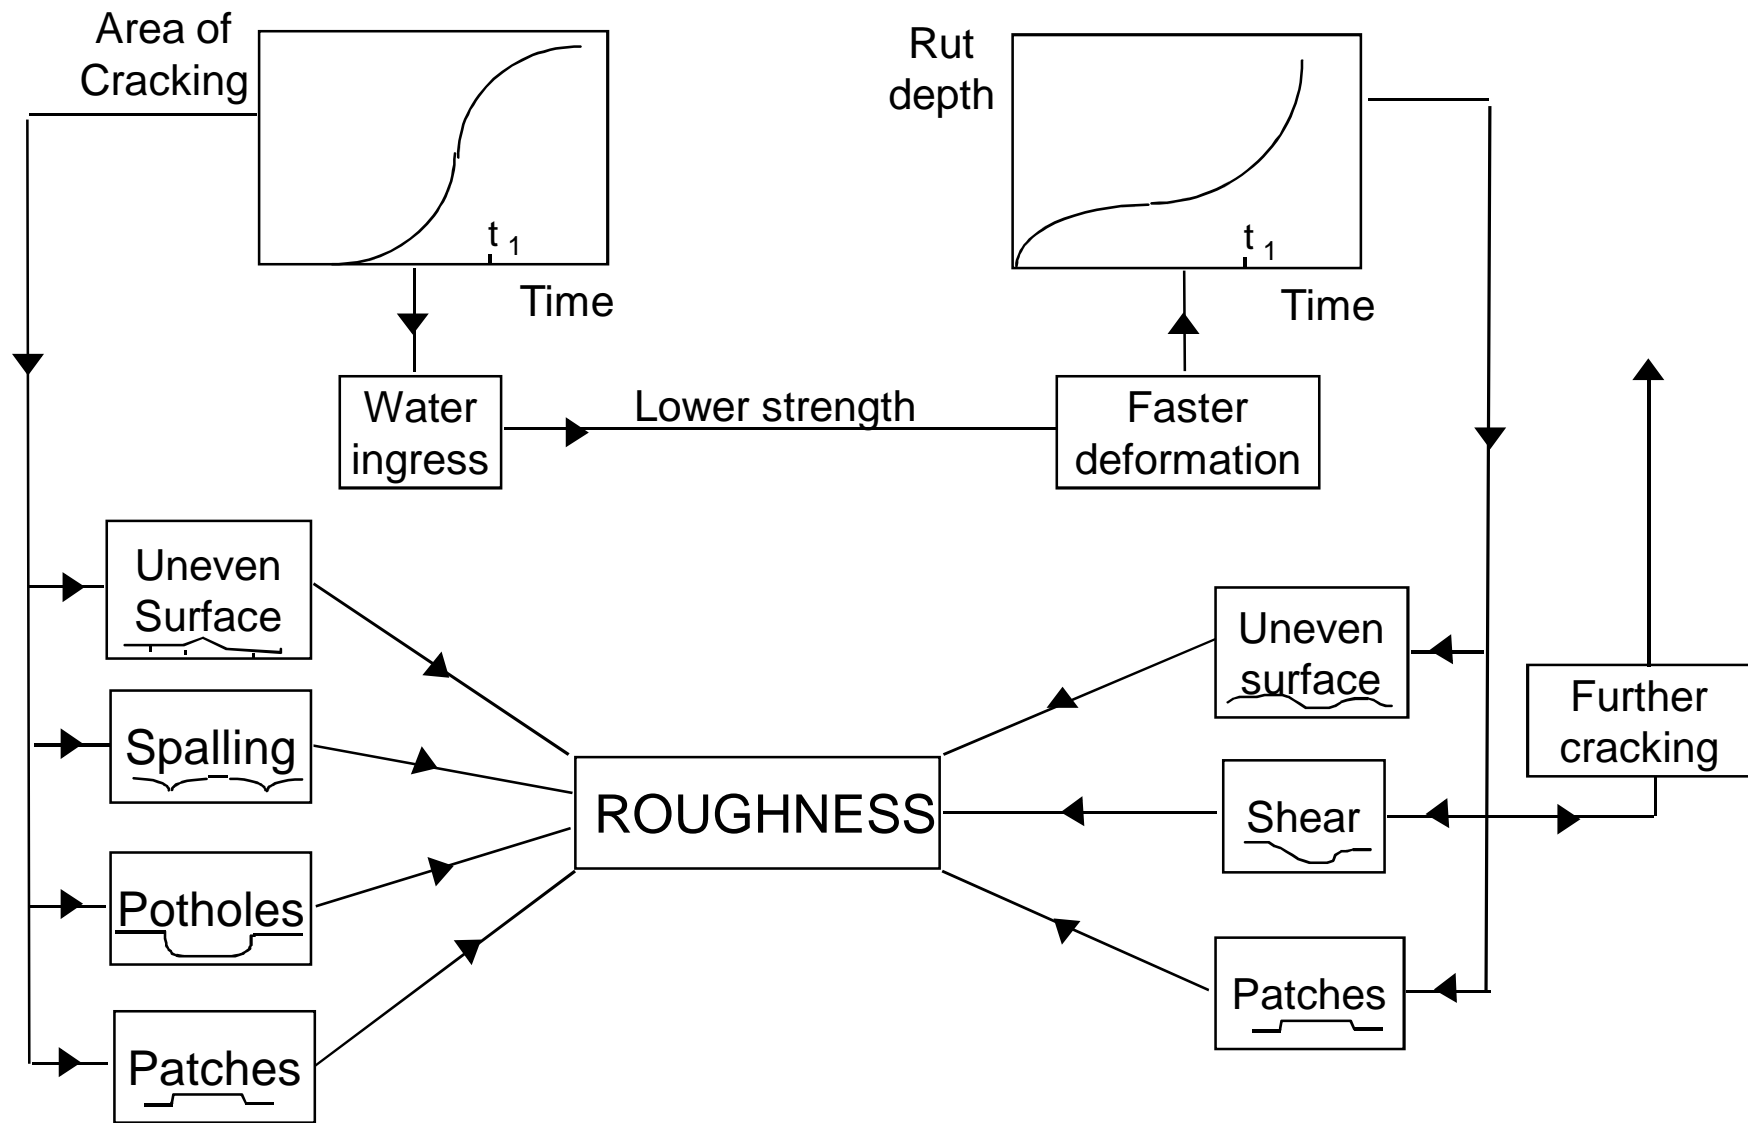 Area of
Cracking
t 1
Time
Rut
depth
t 1
Time
Water
ingress
Lower strength
Faster
deformation
Uneven
Surface
Spalling
Potholes
Patches
ROUGHNESS
Uneven
surface
Shear
Patches
Further
cracking